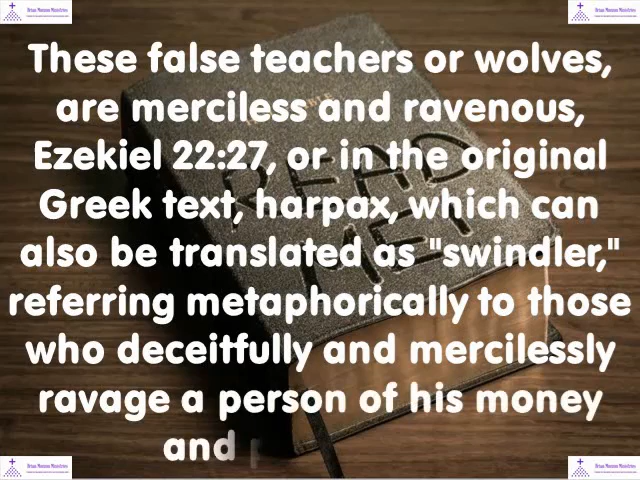 These false teachers or wolves,
are merciless and ravenous,
Ezekiel 22:27, or in the original
Greek text, harpax, which can
also be translated as "swindler,"
referring metaphorically to those
who deceitfully and mercilessly
ravage a person of his money
and
READ
ME!